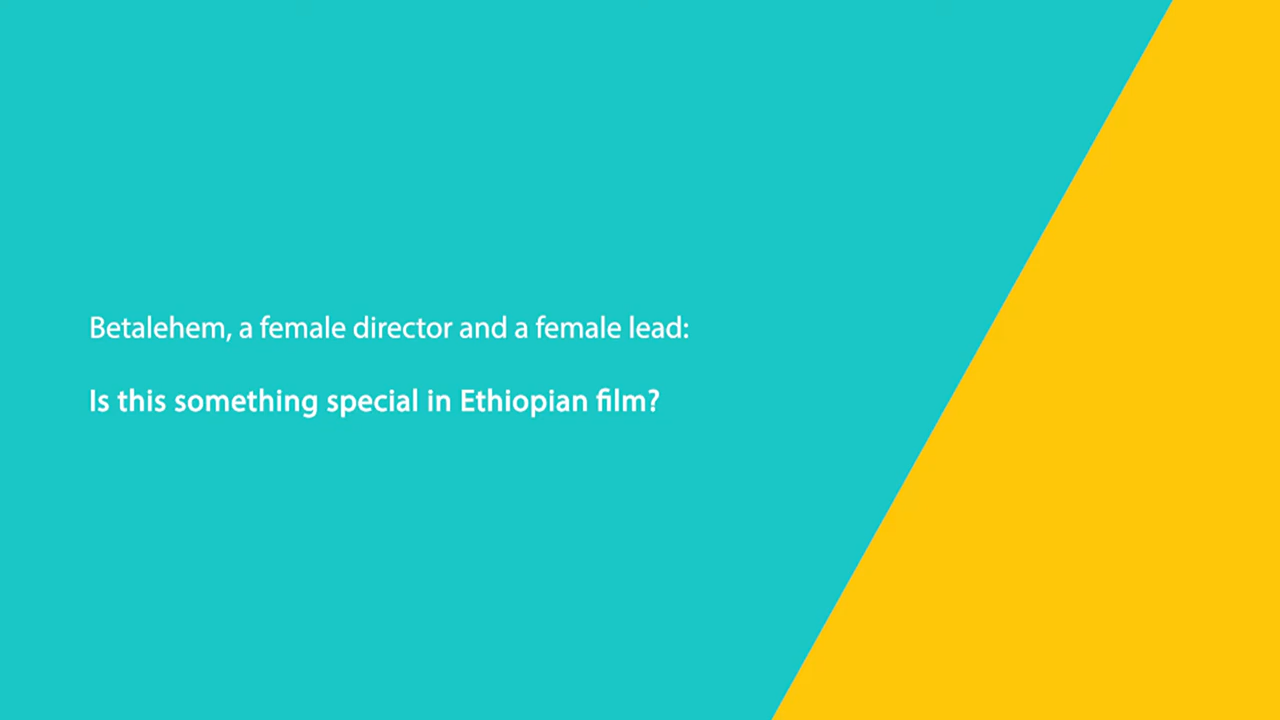 Betalehem, a female director and a female lead:
Is this something special in Ethiopian film?